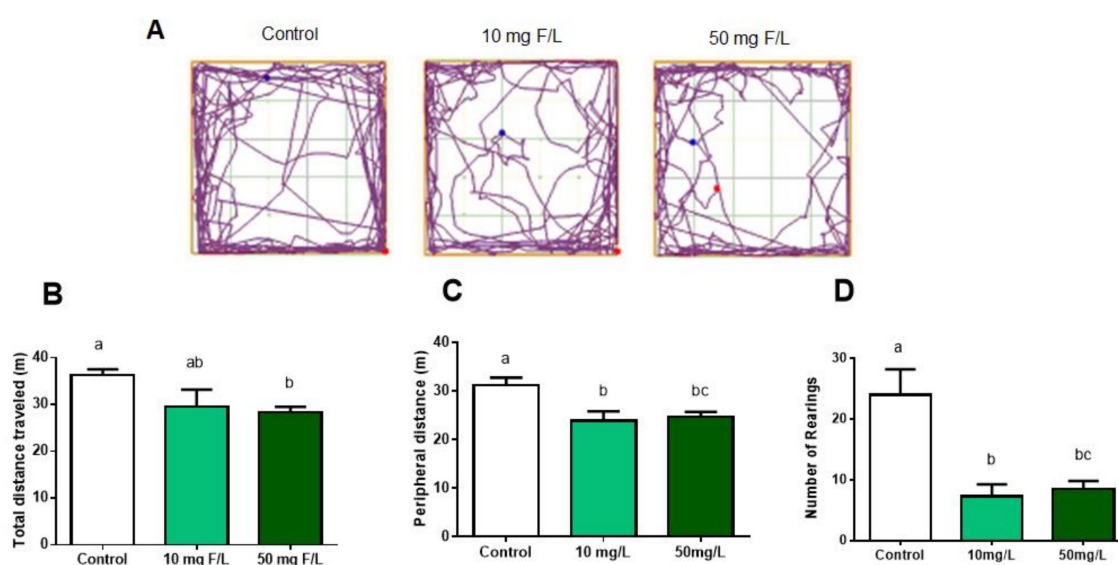 A
Control
10 mg F/L
50 mg F/L
B
Total distance traveled (m)
40
30
20
10
0
a
ab
b
Control
10 mg F/L
50 mg F/L
C
Peripheral distance (m)
40
30
20
10
0
a
b
bc
Control
10 mg/L
50mg/L
D
Number of Rearings
30
20
10
0
a
b
bc
Control
10mg/L
50mg/L